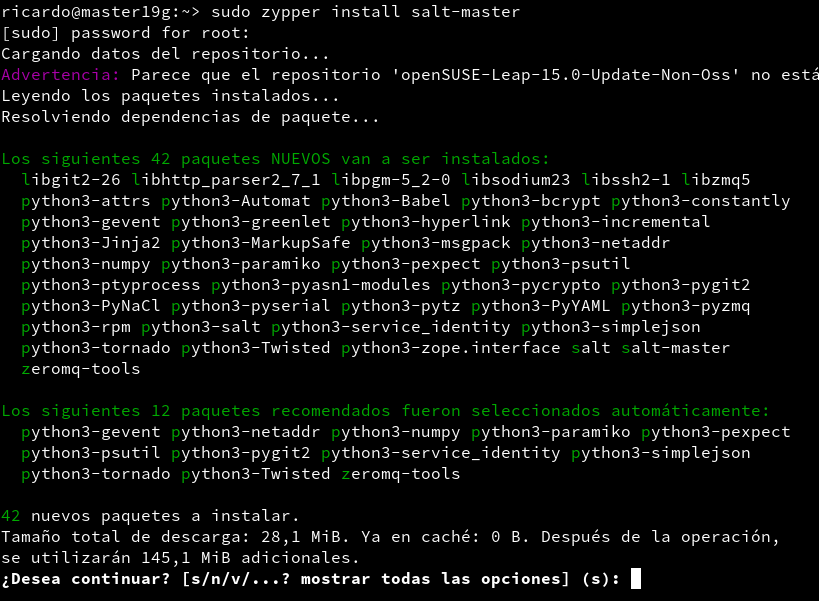 ricardo@master19g:~> sudo zypper install salt-master
[sudo] password for root:
Cargando datos del repositorio...
Advertencia: Parece que el repositorio 'openSUSE-Leap-15.0-Update-Non-Oss' no está
Leyendo los paquetes instalados...
Resolviendo dependencias de paquete...
Los siguientes 42 paquetes NUEVOS van a ser instalados:
libgit2-26 libhttp_parser2_7_1 libpgm-5_2-0 libsodium23 libssh2-1 libzmq5
python3-attrs python3-Automat python3-Babel python3-bcrypt python3-constantly
python3-gevent python3-greenlet python3-hyperlink python3-incremental
python3-Jinja2 python3-MarkupSafe python3-msgpack python3-netaddr
python3-numpy python3-paramiko python3-pexpect python3-psutil
python3-ptyprocess python3-pyasn1-modules python3-pycrypto python3-pygit2
python3-PyNaCl python3-pyserial python3-pytz python3-PyYAML python3-pyzmq
python3-rpm python3-salt python3-service_identity python3-simplejson
python3-tornado python3-Twisted python3-zope.interface salt salt-master
zeromq-tools
Los siguientes 12 paquetes recomendados fueron seleccionados automáticamente:
python3-gevent python3-netaddr python3-numpy python3-paramiko python3-pexpect
python3-psutil python3-pygit2 python3-service_identity python3-simplejson
python3-tornado python3-Twisted zeromq-tools
42 nuevos paquetes a instalar.
Tamaño total de descarga: 28,1 MiB. Ya en caché: 0 B. Después de la operación,
se utilizarán 145,1 MiB adicionales.
¿Desea continuar? [s/n/v/...? mostrar todas las opciones] (s):